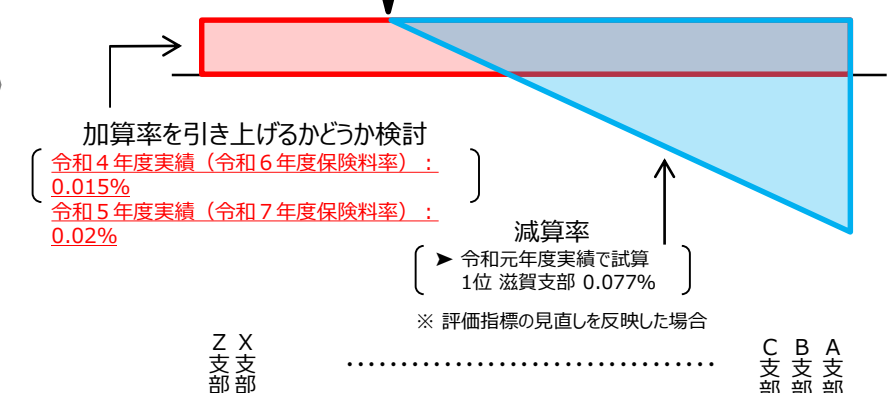 加算率を引き上げるかどうか検討
令和４年度実績（令和６年度保険料率）：
0.015%
令和５年度実績（令和７年度保険料率）：
0.02%
減算率
➤ 令和元年度実績で試算
1位 滋賀支部 0.077%
※ 評価指標の見直しを反映した場合
Z支部
X支部
‥‥‥‥‥‥‥‥‥‥‥‥‥‥‥‥‥
C支部
B支部
A支部